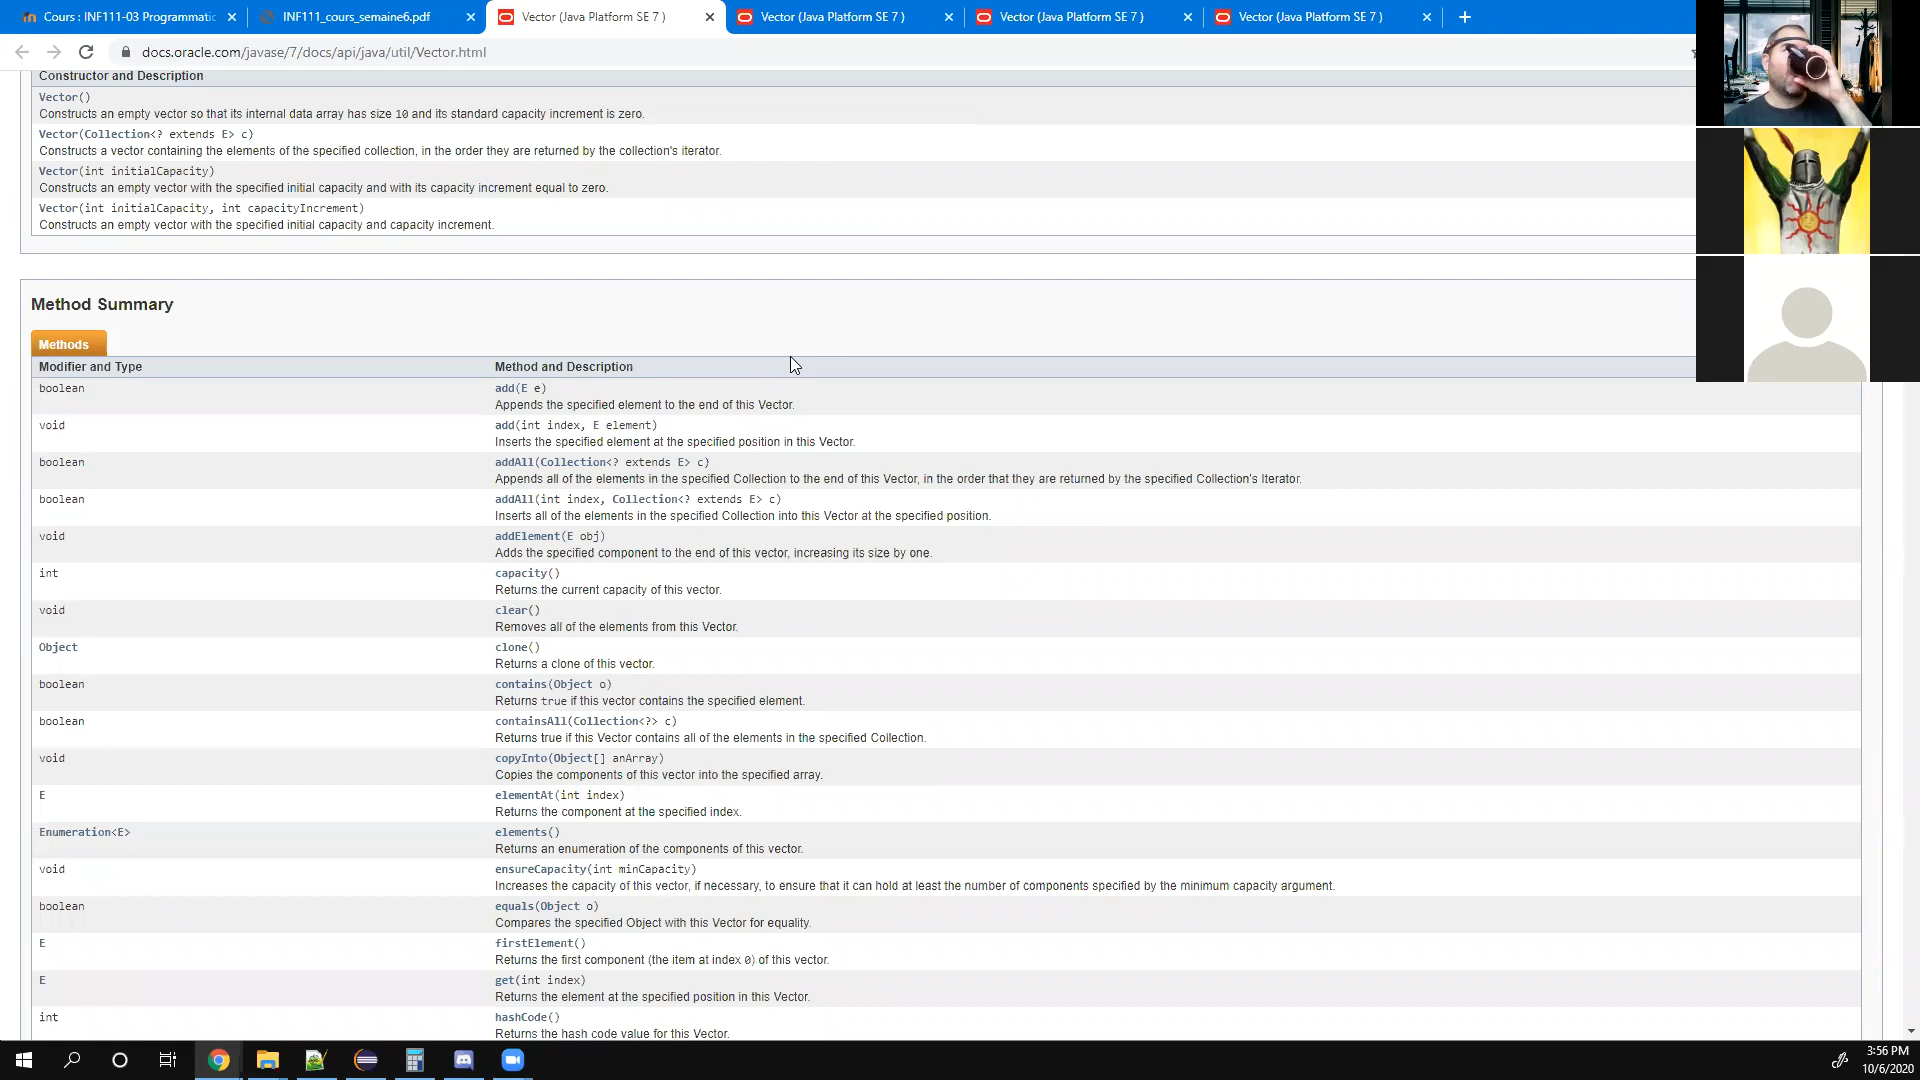 Cours : INF111-03 Programmatic
INF111_cours_semaine6.pdf
Vector (Java Platform SE 7 )
Vector (Java Platform SE 7 )
Vector (Java Platform SE 7 )
Vector (Java Platform SE 7 )
docs.oracle.com/javase/7/docs/api/java/util/Vector.html
Constructor and Description
Vector()
Constructs an empty vector so that its internal data array has size 10 and its standard capacity increment is zero.
Vector(Collection<? extends E> c)
Constructs a vector containing the elements of the specified collection, in the order they are returned by the collection's iterator.
Vector(int initialCapacity)
Constructs an empty vector with the specified initial capacity and with its capacity increment equal to zero.
Vector(int initialCapacity, int capacityIncrement)
Constructs an empty vector with the specified initial capacity and capacity increment.
Method Summary
Methods
Modifier and Type Method and Description
boolean add(E e)
Appends the specified element to the end of this Vector.
void add(int index, E element)
Inserts the specified element at the specified position in this Vector.
boolean addAll(Collection<? extends E> c)
Appends all of the elements in the specified Collection to the end of this Vector, in the order that they are returned by the specified Collection's Iterator.
boolean addAll(int index, Collection<? extends E> c)
Inserts all of the elements in the specified Collection into this Vector at the specified position.
void addElement(E obj)
Adds the specified component to the end of this vector, increasing its size by one.
int capacity()
Returns the current capacity of this vector.
void clear()
Removes all of the elements from this Vector.
Object clone()
Returns a clone of this vector.
boolean contains(Object o)
Returns true if this vector contains the specified element.
boolean containsAll(Collection<?> c)
Returns true if this Vector contains all of the elements in the specified Collection.
void copyInto(Object[] anArray)
Copies the components of this vector into the specified array.
E elementAt(int index)
Returns the component at the specified index.
Enumeration<E> elements()
Returns an enumeration of the components of this vector.
void ensureCapacity(int minCapacity)
Increases the capacity of this vector, if necessary, to ensure that it can hold at least the number of components specified by the minimum capacity argument.
boolean equals(Object o)
Compares the specified Object with this Vector for equality.
E firstElement()
Returns the first component (the item at index 0) of this vector.
E get(int index)
Returns the element at the specified position in this Vector.
int hashCode()
Returns the hash code value for this Vector.
3:56 PM
10/6/2020